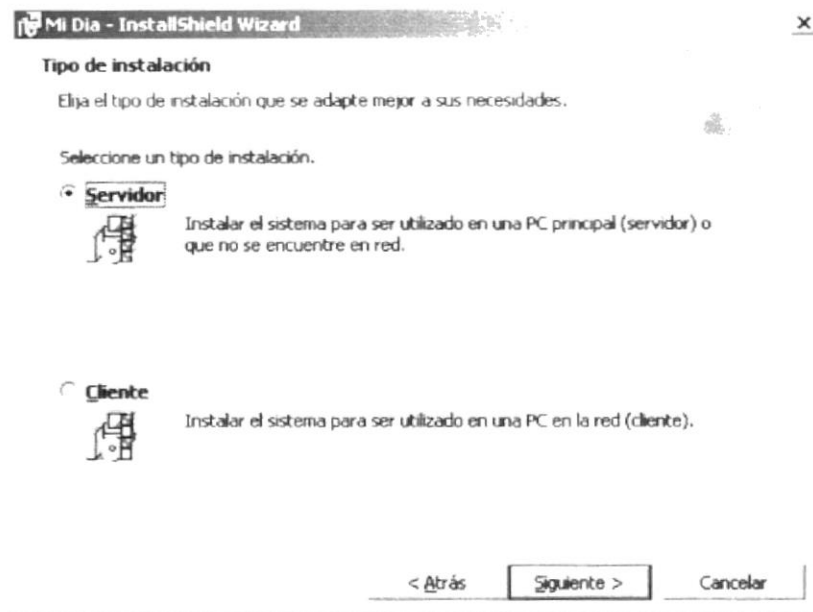 Mi Dia - InstallShield Wizard
Tipo de instalación
Elija el tipo de instalación que se adapte mejor a sus necesidades.
Seleccione un tipo de instalación.
Servidor
Instalar el sistema para ser utilizado en una PC principal (servidor) o
que no se encuentre en red.
Cliente
Instalar el sistema para ser utilizado en una PC en la red (cliente).
< Atrás
Siguiente >
Cancelar